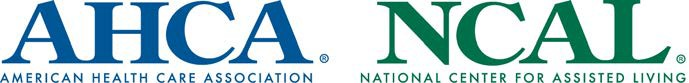 AHCA® NCAL®
AMERICAN HEALTH CARE ASSOCIATION NATIONAL CENTER FOR ASSISTED LIVING